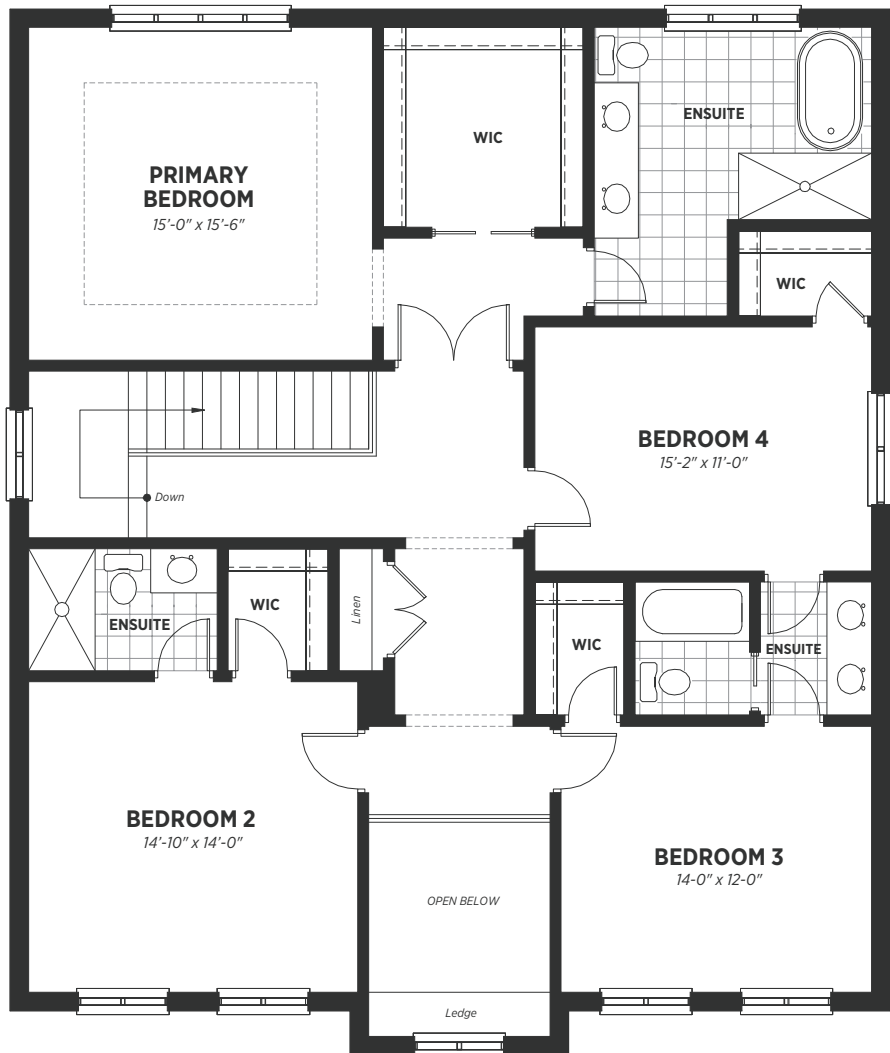 PRIMARY
BEDROOM
15'-0" x 15'-6"
WIC
ENSUITE
WIC
BEDROOM 4
15'-2" x 11'-0"
Down
ENSUITE
WIC
Linen
WIC
ENSUITE
BEDROOM 2
14'-10" x 14'-0"
BEDROOM 3
14-0" x 12-0"
OPEN BELOW
Ledge